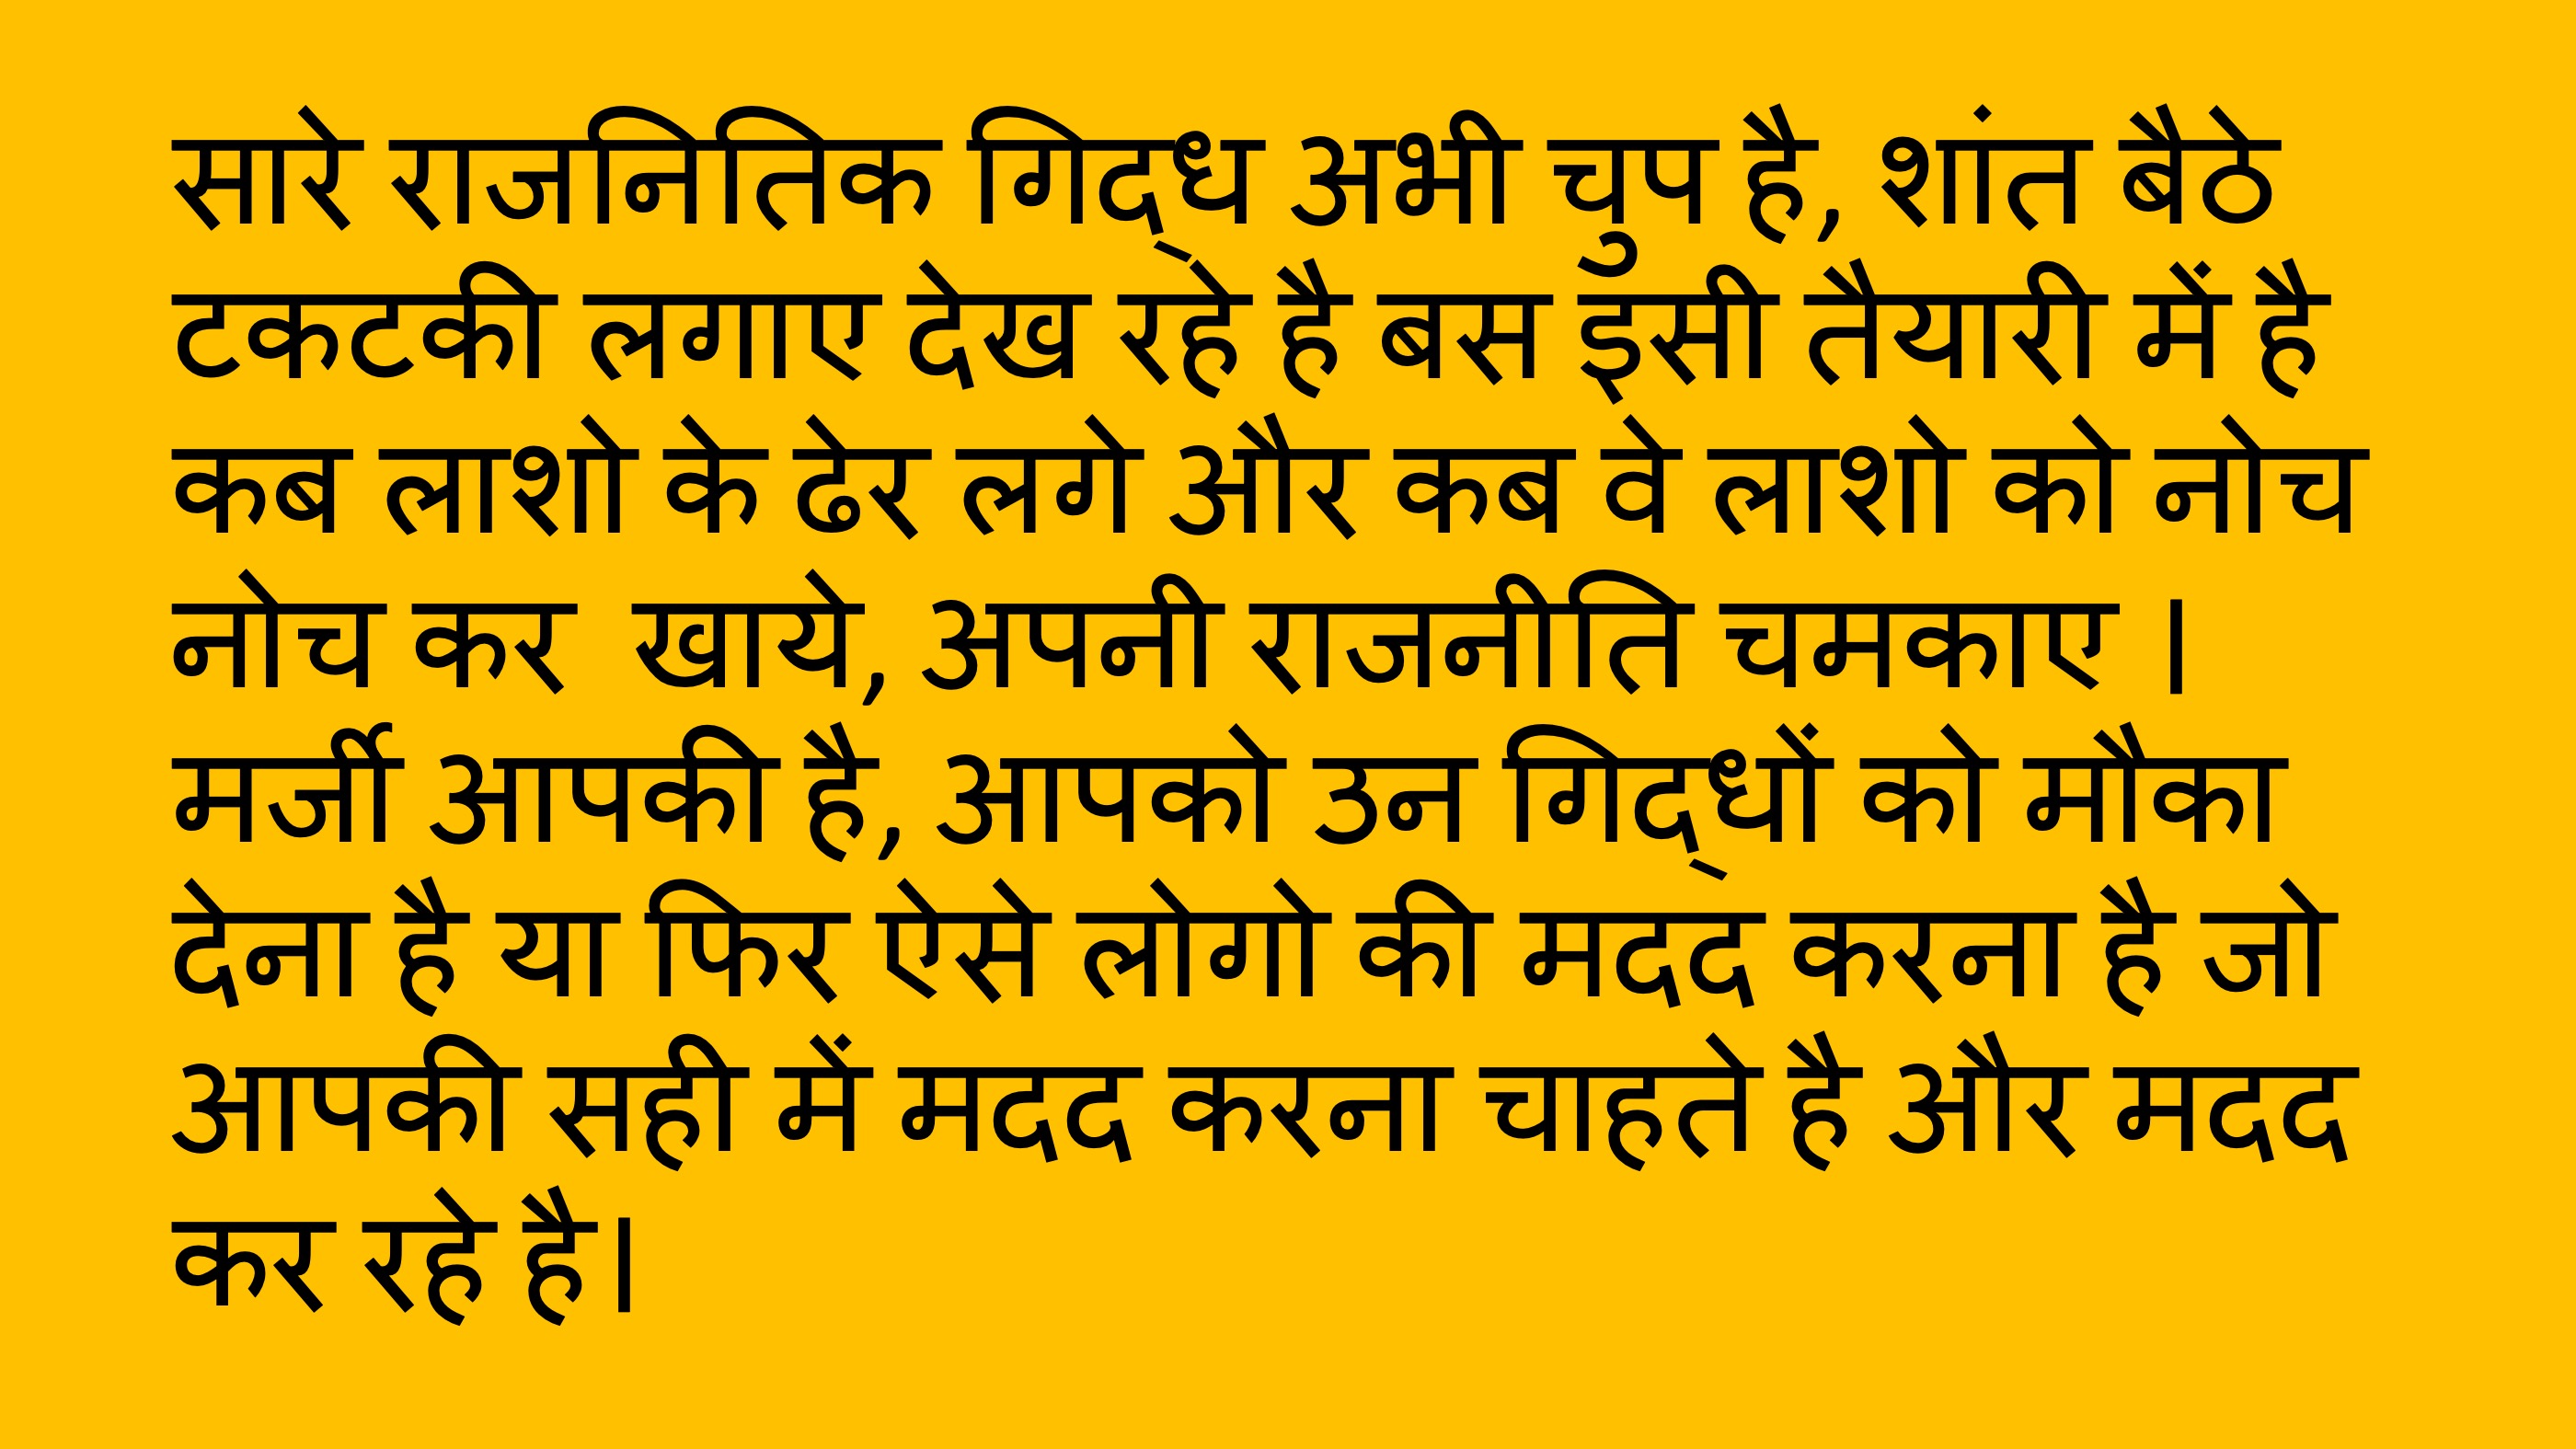 सारे राजनितिक गिद्ध अभी चुप है, शांत बैठे
टकटकी लगाए देख रहे है बस इसी तैयारी में है
कब लाशो के ढेर लगे और कब वे लाशो को नोच
नोच कर  खाये, अपनी राजनीति चमकाए ।
मर्जी आपकी है, आपको उन गिद्धों को मौका
देना है या फिर ऐसे लोगो की मदद करना है जो
आपकी सही में मदद करना चाहते है और मदद
कर रहे है।